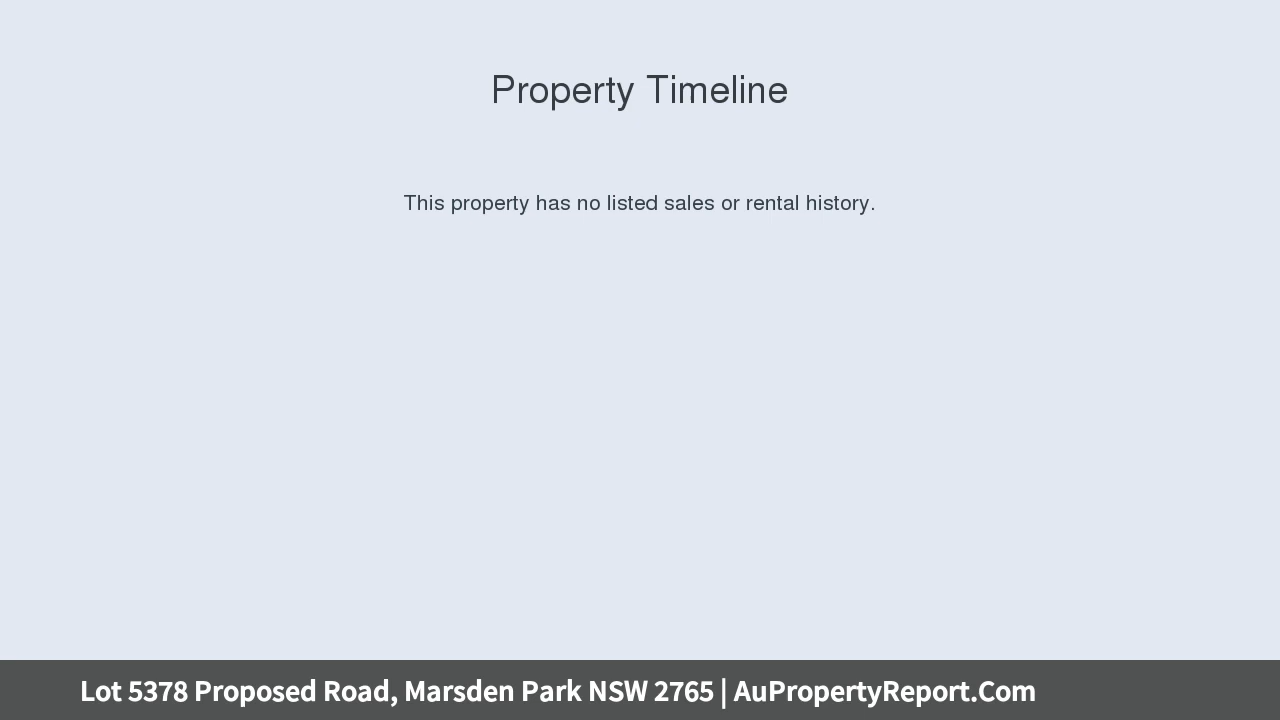 Property Timeline
This property has no listed sales or rental history.
Lot 5378 Proposed Road, Marsden Park NSW 2765 | AuPropertyReport.Com